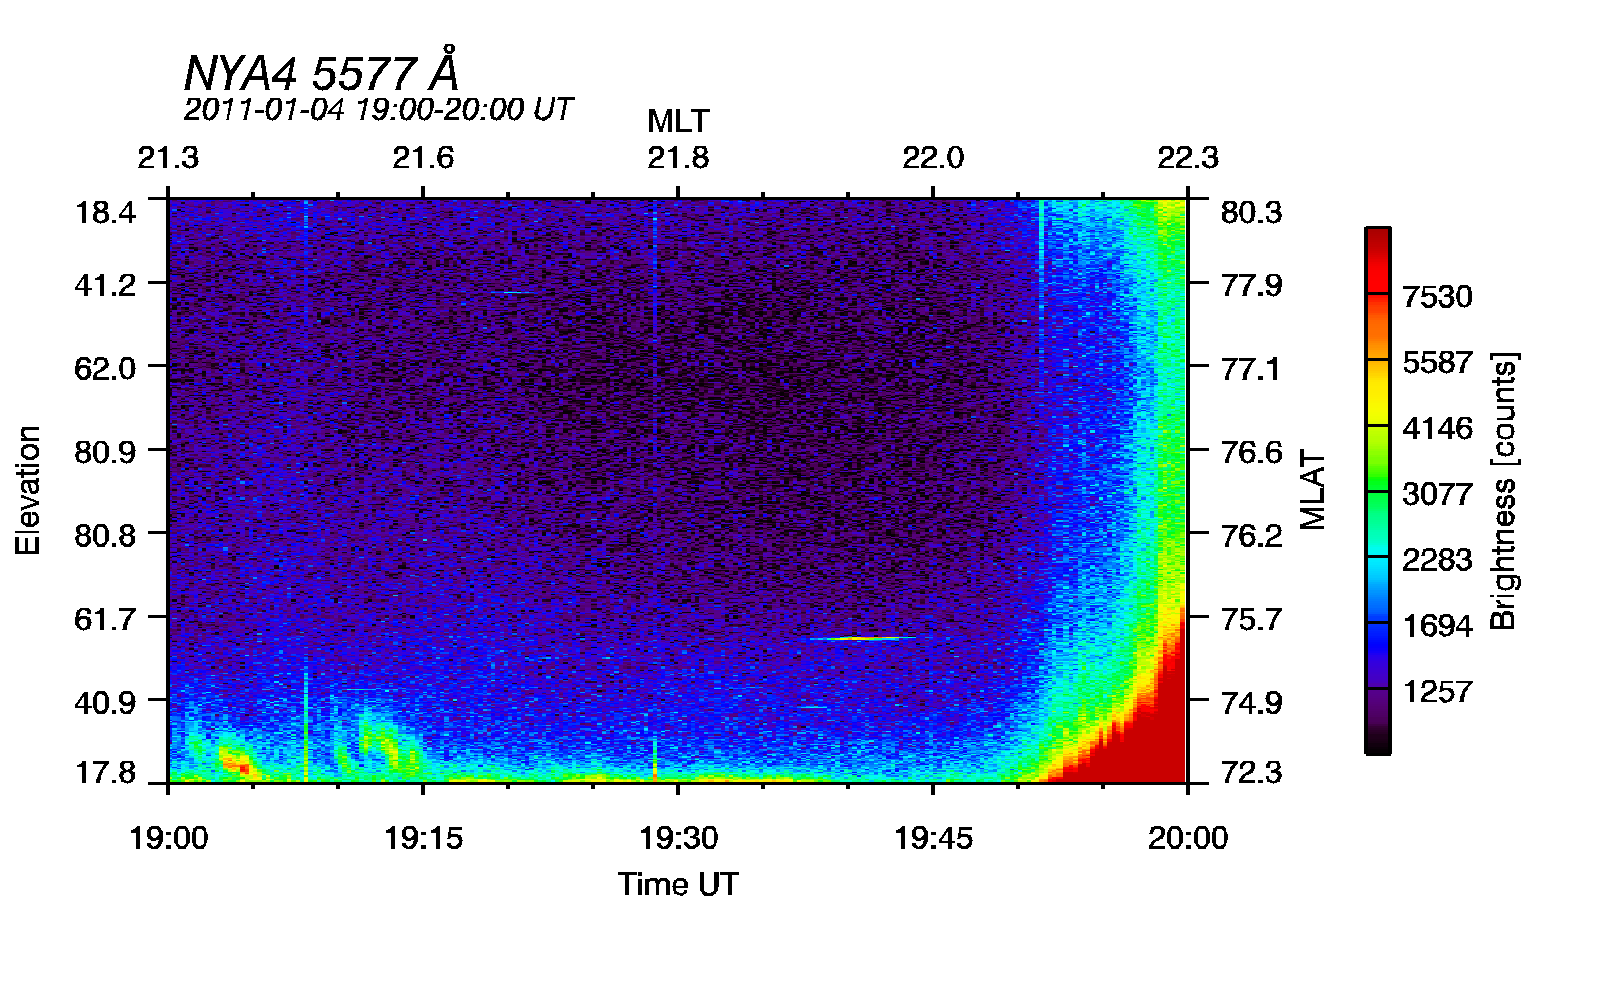 NYA4 5577 Å
2011-01-04 19:00-20:00 UT
MLT
21.3 21.6 21.8 22.0 22.3
18.4
41.2
62.0
80.9
80.8
61.7
40.9
17.8
Elevation
80.3
77.9
77.1
76.6
76.2
75.7
74.9
72.3
MLAT
7530
5587
4146
3077
2283
1694
1257
Brightness [counts]
19:00 19:15 19:30 19:45 20:00
Time UT